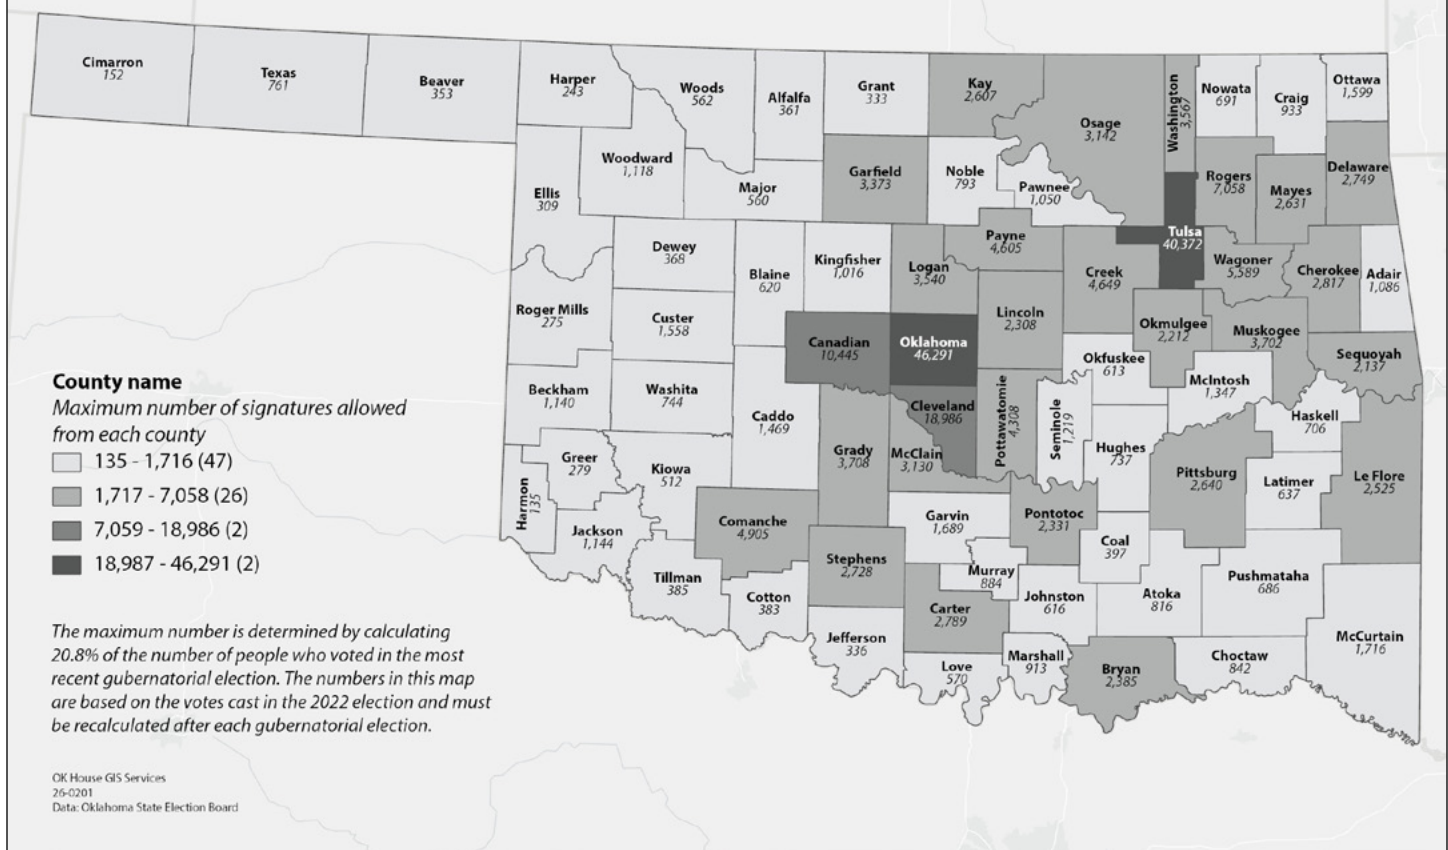 Cimarron
152
Texas
761
Beaver
353
Harper
243
Woods
562
Alfalfa
361
Grant
333
Kay
2,607
Osage
3,142
Washington
3,567
Nowata
691
Craig
933
Ottawa
1,599
Ellis
309
Woodward
1,118
Major
560
Garfield
3,373
Noble
793
Pawnee
1,050
Rogers
7,058
Mayes
2,631
Delaware
2,749
Dewey
368
Blaine
620
Kingfisher
1,016
Logan
3,540
Payne
4,605
Creek
4,649
Tulsa
40,372
Wagoner
5,589
Cherokee
2,817
Adair
1,086
Roger Mills
275
Custer
1,558
Canadian
10,445
Oklahoma
46,291
Lincoln
2,308
Okmulgee
2,212
Muskogee
3,702
Sequoyah
2,137
Okfuskee
613
McIntosh
1,347
Beckham
1,140
Washita
744
Caddo
1,469
Grady
3,708
Cleveland
18,986
McClain
3,130
Pottawatomie
4,308
Seminole
1,219
Hughes
737
Haskell
706
Pittsburg
2,640
Latimer
637
Le Flore
2,525
Greer
279
Kiowa
512
Harmon
135
Jackson
1,144
Comanche
4,905
Garvin
1,689
Pontotoc
2,331
Coal
397
Tillman
385
Cotton
383
Stephens
2,728
Murray
884
Carter
2,789
Johnston
616
Atoka
816
Pushmataha
686
Jefferson
336
Love
570
Marshall
913
Bryan
2,385
Choctaw
842
McCurtain
1,716
County name
Maximum number of signatures allowed
from each county
135 - 1,716 (47)
1,717 - 7,058 (26)
7,059 - 18,986 (2)
18,987 - 46,291 (2)
The maximum number is determined by calculating
20.8% of the number of people who voted in the most
recent gubernatorial election. The numbers in this map
are based on the votes cast in the 2022 election and must
be recalculated after each gubernatorial election.
OK House GIS Services
26-0201
Data: Oklahoma State Election Board